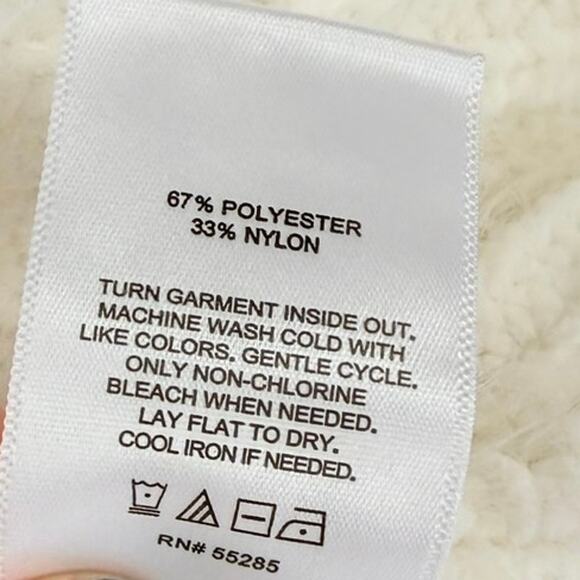 67% POLYESTER
33% NYLON
TURN GARMENT INSIDE OUT.
MACHINE WASH COLD WITH
LIKE COLORS. GENTLE CYCLE.
ONLY NON-CHLORINE
BLEACH WHEN NEEDED.
LAY FLAT TO DRY.
COOL IRON IF NEEDED.
RN# 55285